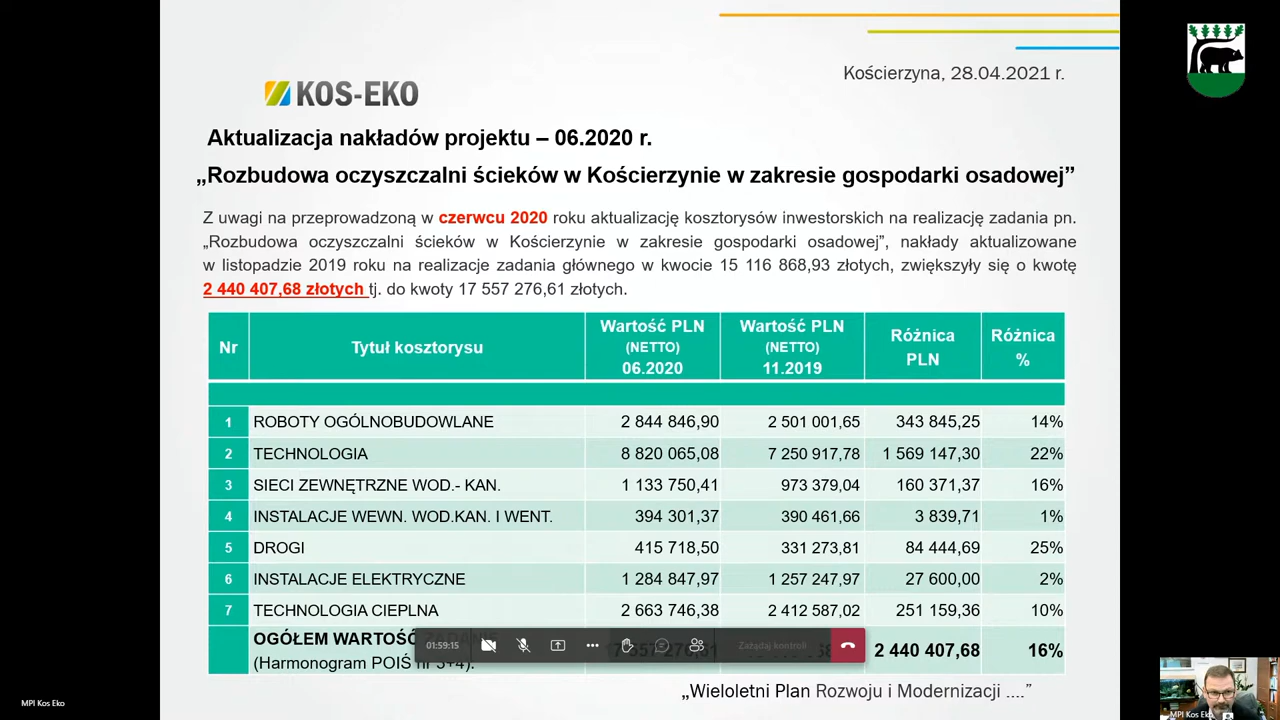 Kościerzyna, 28.04.2021 r.
KOS-EKO
Aktualizacja nakładów projektu – 06.2020 r.
„Rozbudowa oczyszczalni ścieków w Kościerzynie w zakresie gospodarki osadowej”
Z uwagi na przeprowadzoną w czerwcu 2020 roku aktualizację kosztorysów inwestorskich na realizację zadania pn.
„Rozbudowa oczyszczalni ścieków w Kościerzynie w zakresie gospodarki osadowej”, nakłady aktualizowane
w listopadzie 2019 roku na realizacje zadania głównego w kwocie 15 116 868,93 złotych, zwiększyły się o kwotę
2 440 407,68 złotych tj. do kwoty 17 557 276,61 złotych.
Nr Tytuł kosztorysu Wartość PLN (NETTO) 06.2020 Wartość PLN (NETTO) 11.2019 Różnica PLN Różnica %
1 ROBOTY OGÓLNOBUDOWLANE 2 844 846,90 2 501 001,65 343 845,25 14%
2 TECHNOLOGIA 8 820 065,08 7 250 917,78 1 569 147,30 22%
3 SIECI ZEWNĘTRZNE WOD.- KAN. 1 133 750,41 973 379,04 160 371,37 16%
4 INSTALACJE WEWN. WOD.KAN. I WENT. 394 301,37 390 461,66 3 839,71 1%
5 DROGI 415 718,50 331 273,81 84 444,69 25%
6 INSTALACJE ELEKTRYCZNE 1 284 847,97 1 257 247,97 27 600,00 2%
7 TECHNOLOGIA CIEPLNA 2 663 746,38 2 412 587,02 251 159,36 10%
OGÓŁEM WARTOŚĆ
(Harmonogram POIŚ nr 3+4): 2 440 407,68 16%
01:59:15 Zażądaj kontroli
„Wieloletni Plan Rozwoju i Modernizacji ....”
MPI Kos Eko
MPI Kos Eko